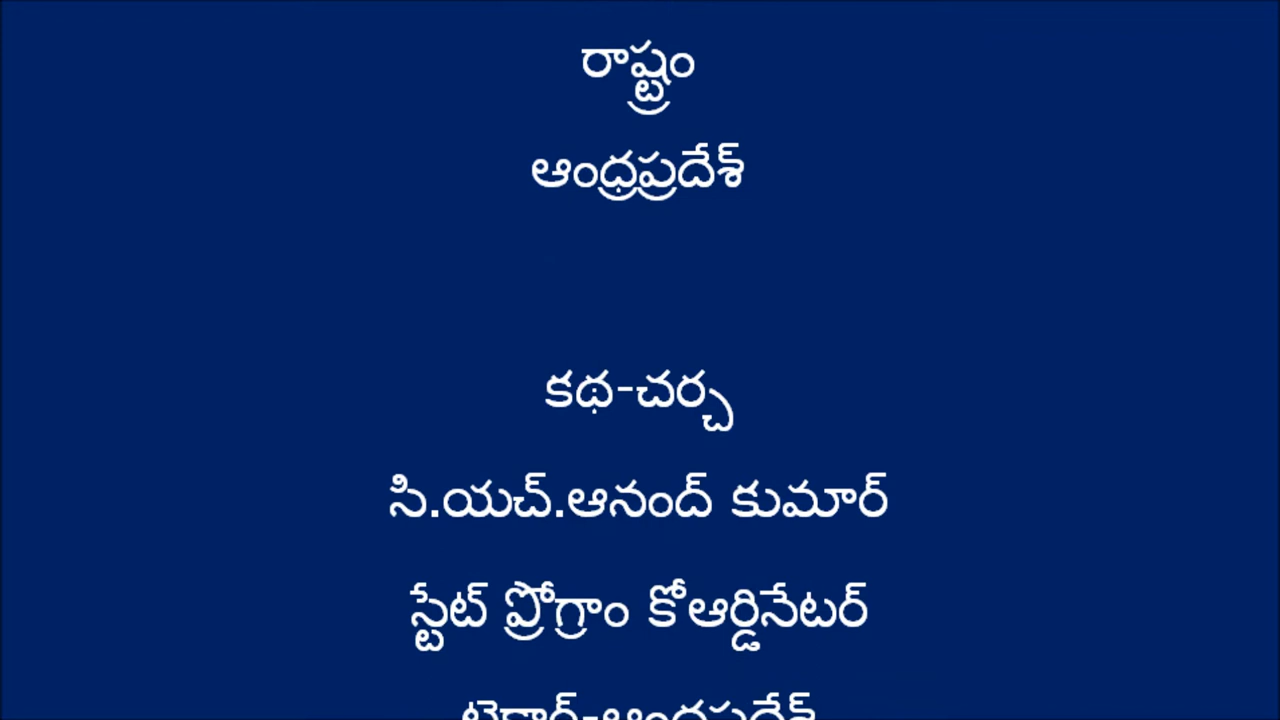 రాష్ట్రం
ఆంధ్రప్రదేశ్
కథ-చర్చ
సి.యచ్.ఆనంద్ కుమార్
స్టేట్ ప్రోగ్రాం కోఆర్డినేటర్